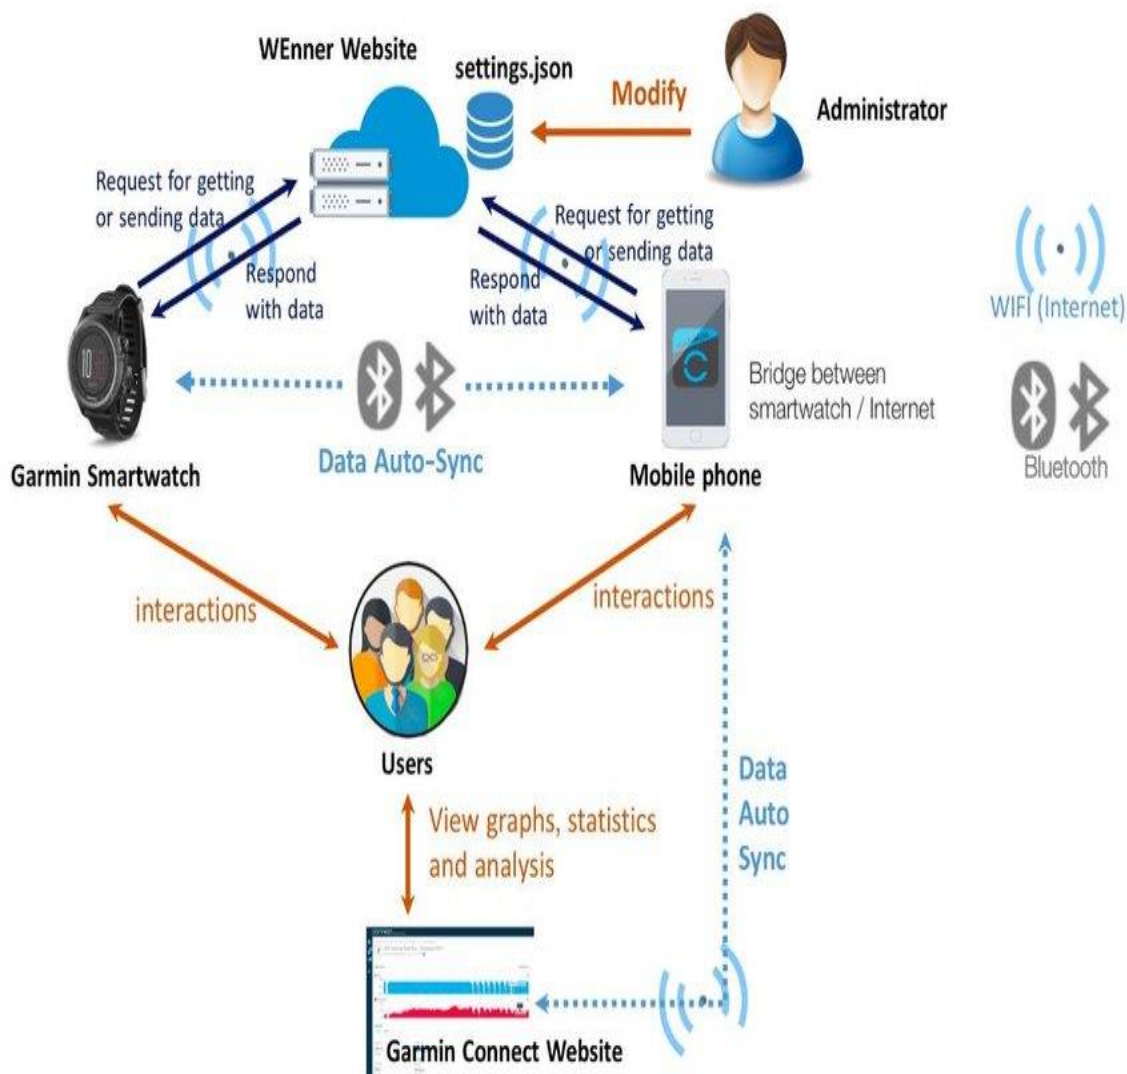 WEnner Website
settings.json
Modify
Administrator
Request for getting
or sending data
Respond
with data
Request for getting
or sending data
Respond
with data
WIFI (Internet)
Bridge between
smartwatch / Internet
Data Auto-Sync
Bluetooth
Garmin Smartwatch
Mobile phone
interactions
interactions
Users
View graphs, statistics
and analysis
Data
Auto
Sync
Garmin Connect Website